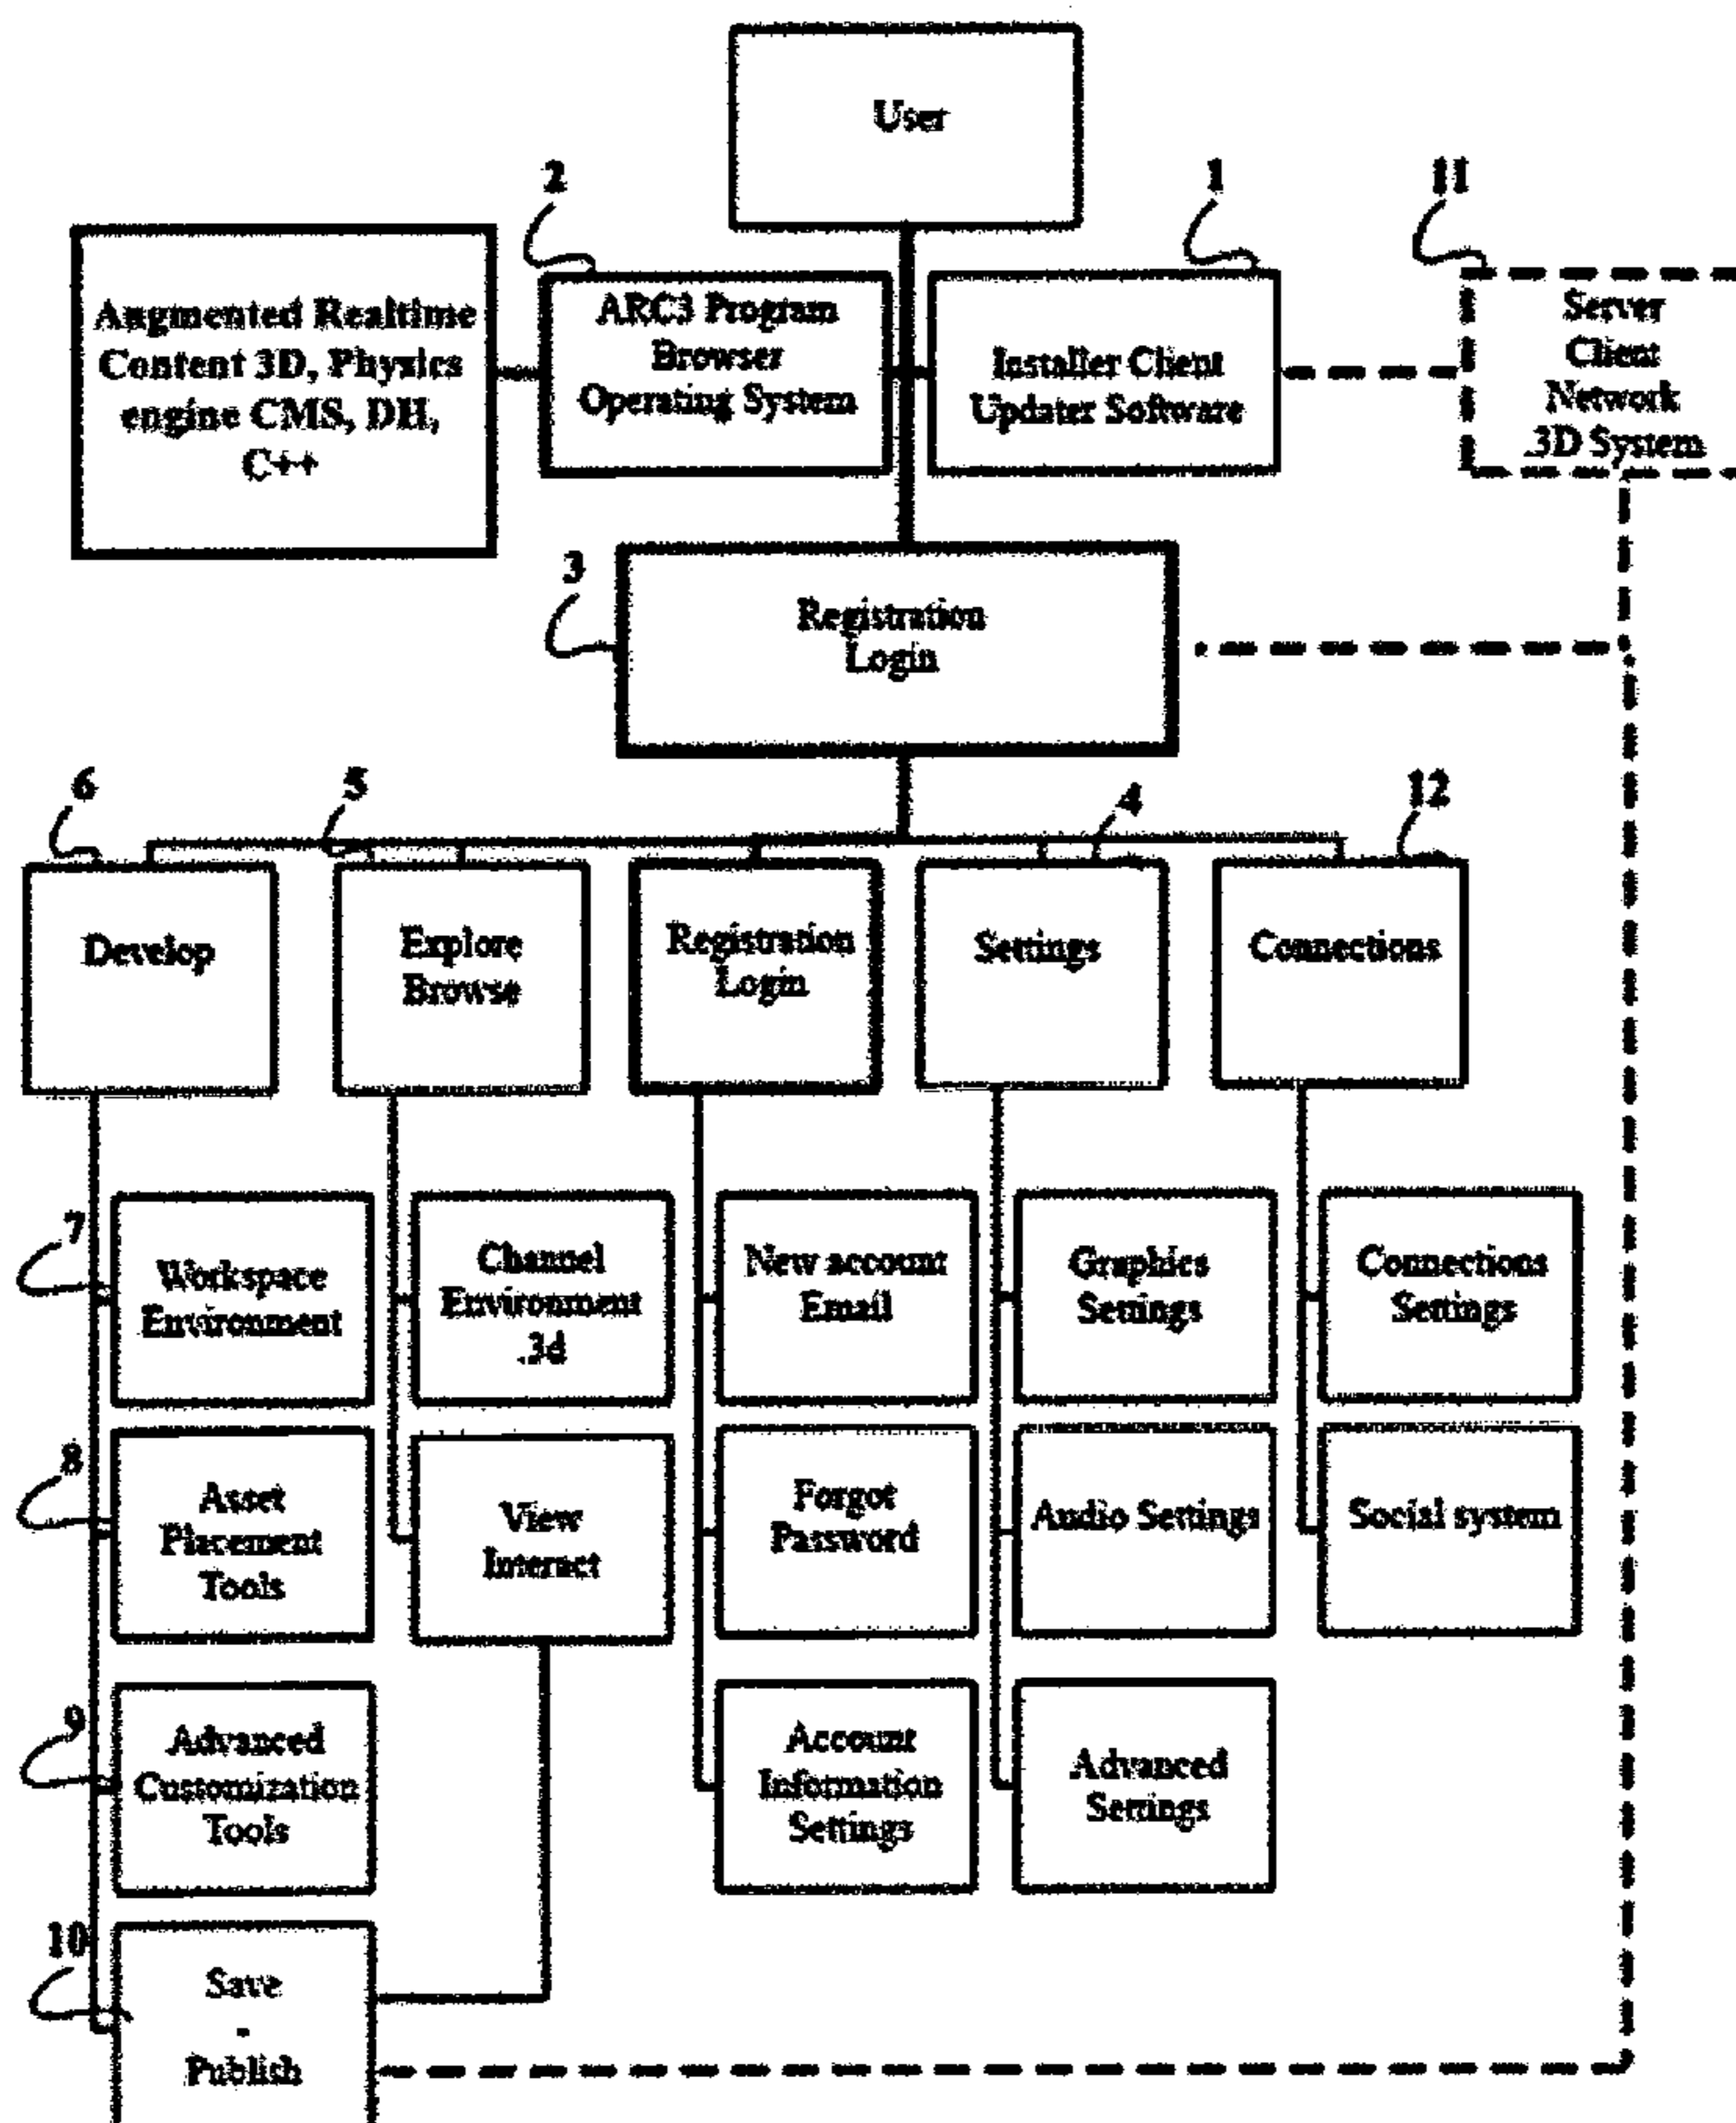 User
2
1
11
Augmented Realtime
Content 3D, Physics
engine CMS, DH,
C++
ARC3 Program
Browser
Operating System
Installer Client
Updater Software
Server
Client
Network
3D System
3
Registration
Login
6
5
4
12
Develop
Explore
Browse
Registration
Login
Settings
Connections
7
Workspace
Environment
Channel
Environment
.3d
New account
Email
Graphics
Settings
Connections
Settings
8
Asset
Placement
Tools
View
Interact
Forgot
Password
Audio Settings
Social system
9
Advanced
Customization
Tools
Account
Information
Settings
Advanced
Settings
10
Save
-
Publish